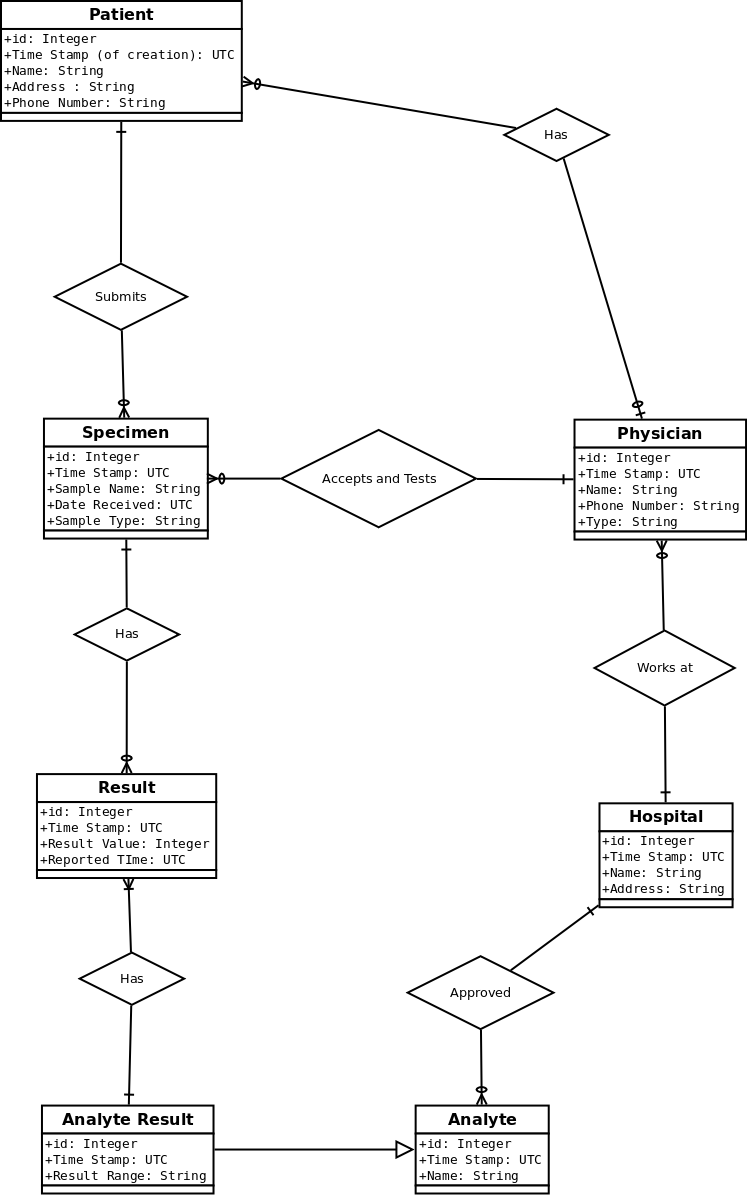 Patient
+id: Integer
+Time Stamp (of creation): UTC
+Name: String
+Address : String
+Phone Number: String
Has
Submits
Specimen
+id: Integer
+Time Stamp: UTC
+Sample Name: String
+Date Received: UTC
+Sample Type: String
Accepts and Tests
Physician
+id: Integer
+Time Stamp: UTC
+Name: String
+Phone Number: String
+Type: String
Has
Works at
Result
+id: Integer
+Time Stamp: UTC
+Result Value: Integer
+Reported TIme: UTC
Hospital
+id: Integer
+Time Stamp: UTC
+Name: String
+Address: String
Has
Approved
Analyte Result
+id: Integer
+Time Stamp: UTC
+Result Range: String
Analyte
+id: Integer
+Time Stamp: UTC
+Name: String